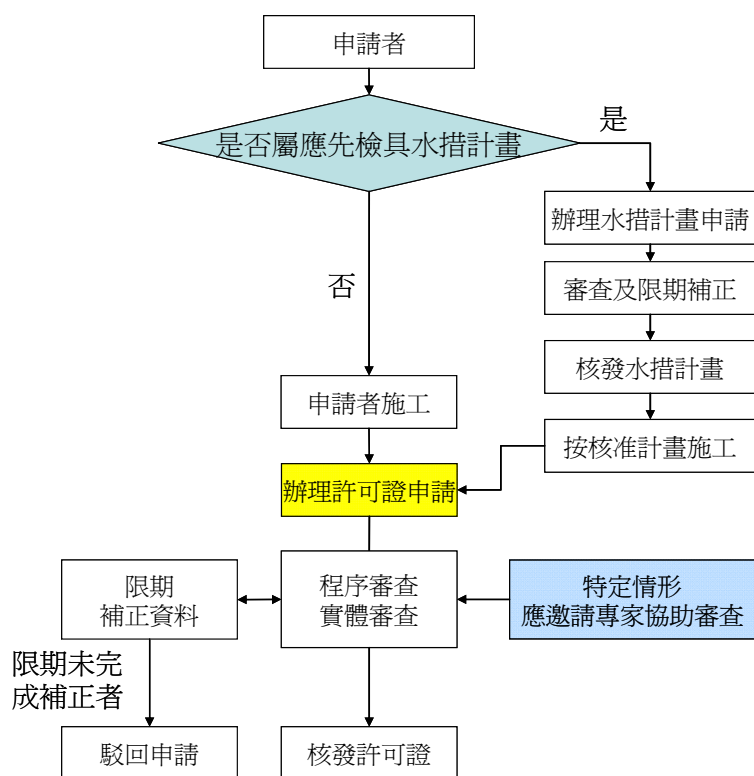 申請者
是否屬應先檢具水措計畫
是
辦理水措計畫申請
審查及限期補正
核發水措計畫
按核准計畫施工
否
申請者施工
辦理許可證申請
限期
補正資料
程序審查
實體審查
特定情形
應邀請專家協助審查
限期未完
成補正者
駁回申請
核發許可證